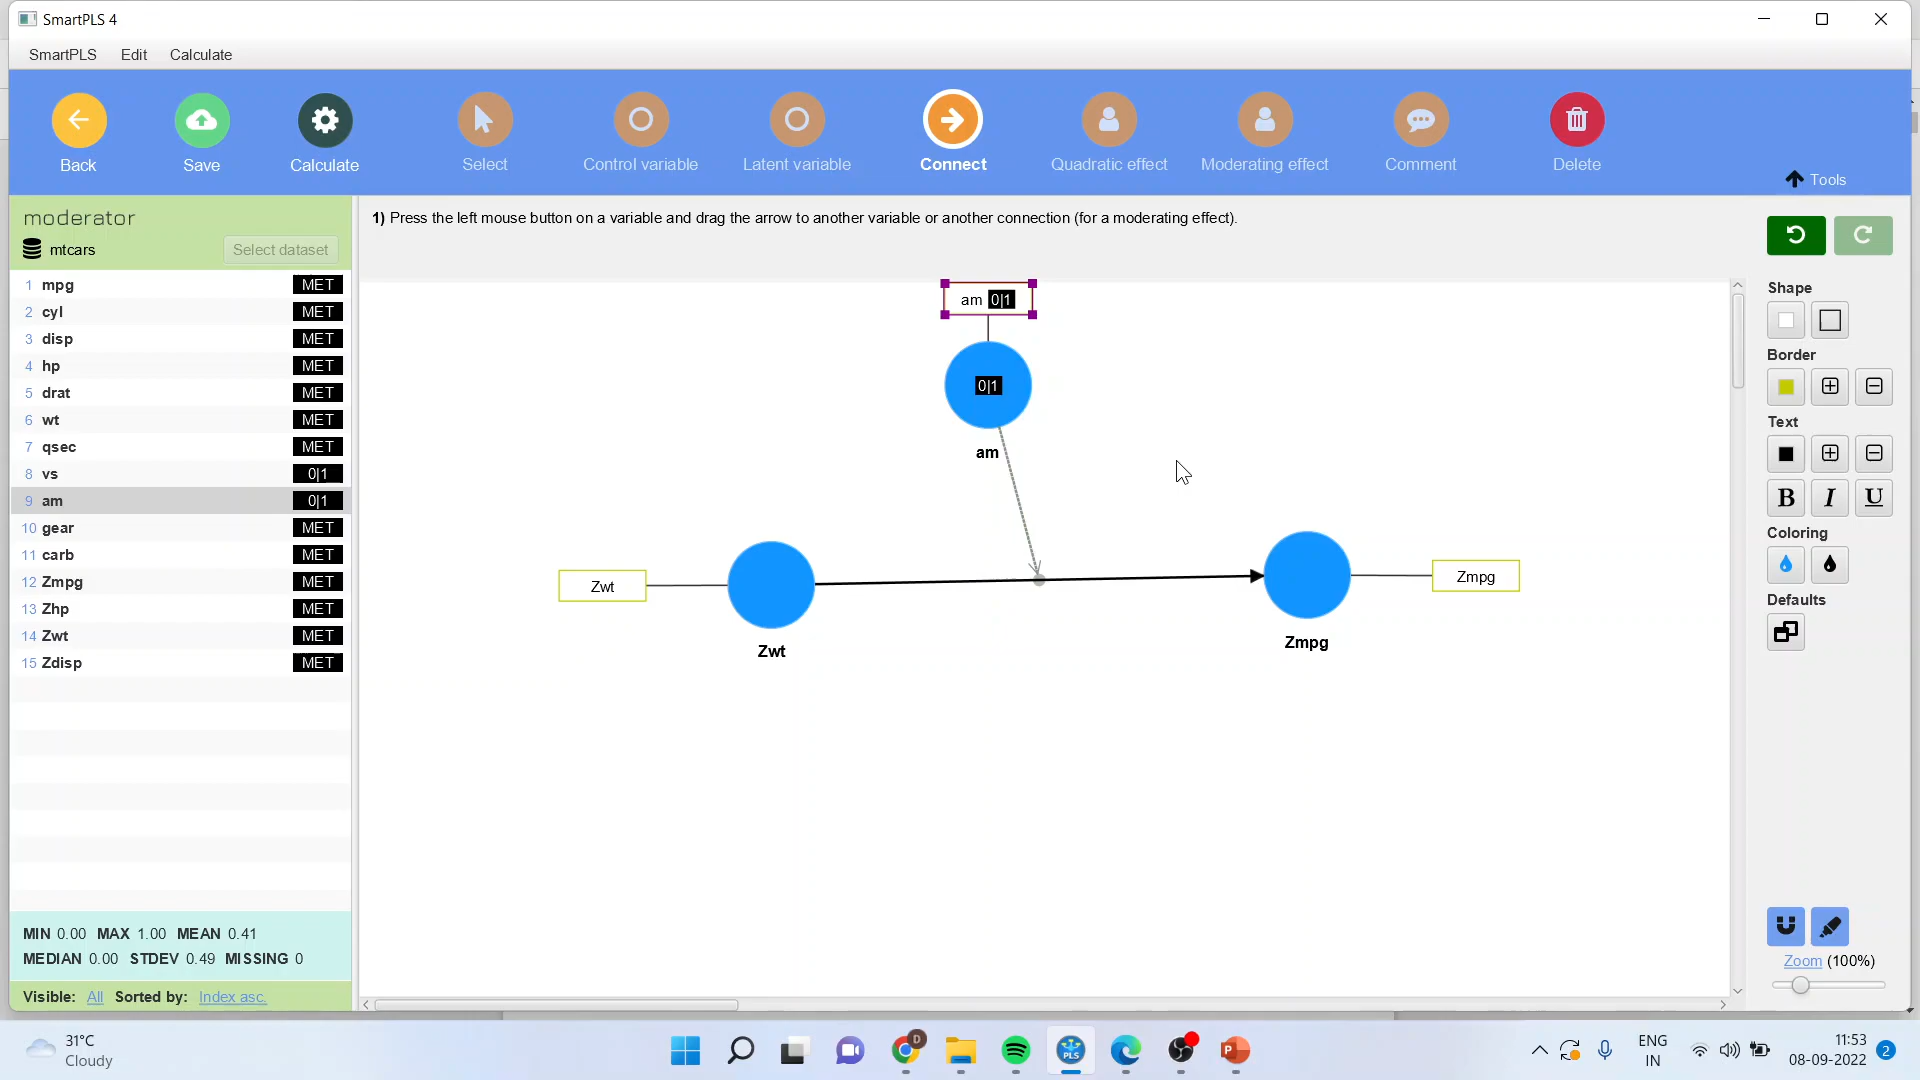 SmartPLS 4
SmartPLS Edit Calculate
Back Save Calculate Select Control variable Latent variable Connect Quadratic effect Moderating effect Comment Delete
Tools
moderator
mtcars Select dataset
1) Press the left mouse button on a variable and drag the arrow to another variable or another connection (for a moderating effect).
1 mpg MET
2 cyl MET
3 disp MET
4 hp MET
5 drat MET
6 wt MET
7 qsec MET
8 vs 0|1
9 am 0|1
10 gear MET
11 carb MET
12 Zmpg MET
13 Zhp MET
14 Zwt MET
15 Zdisp MET
MIN 0.00 MAX 1.00 MEAN 0.41
MEDIAN 0.00 STDEV 0.49 MISSING 0
Visible: All Sorted by: Index asc.
am 0|1
0|1
am
Zwt
Zwt
Zmpg
Zmpg
Shape
Border
Text
B I U
Coloring
Defaults
Zoom (100%)
31°C
Cloudy
D
PLS
P
ENG
IN
11:53
08-09-2022
2